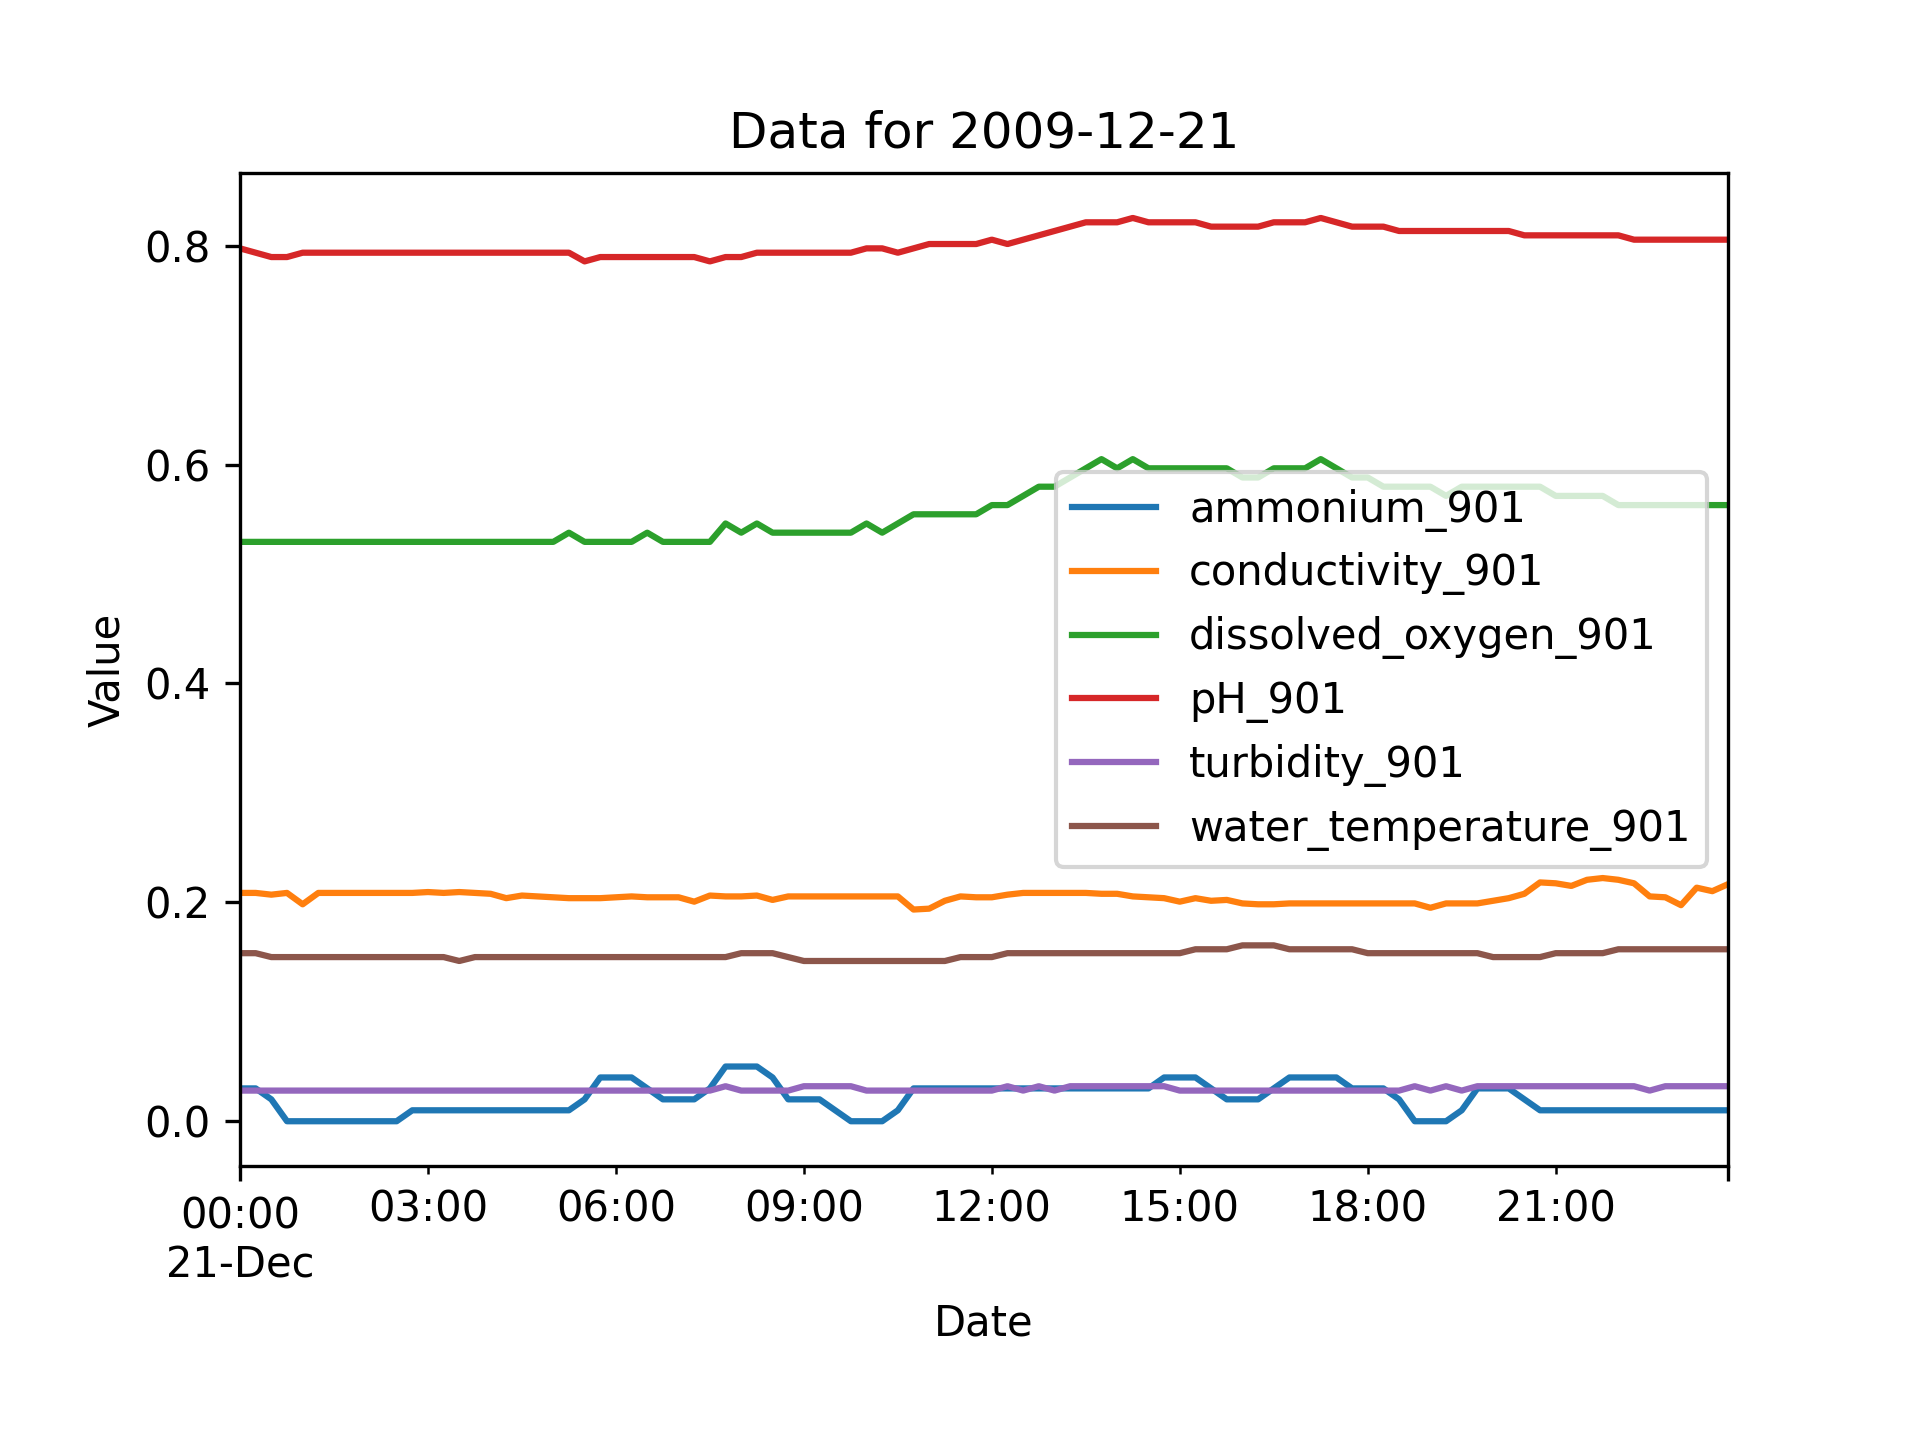 Data for 2009-12-21
Value
0.8
0.6
0.4
0.2
0.0
ammonium_901
conductivity_901
dissolved_oxygen_901
pH_901
turbidity_901
water_temperature_901
00:00 03:00 06:00 09:00 12:00 15:00 18:00 21:00
21-Dec
Date